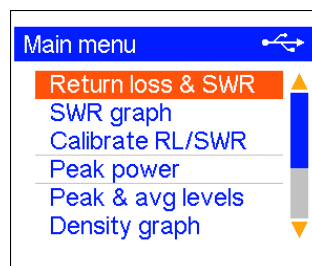 Main menu
Return loss & SWR
SWR graph
Calibrate RL/SWR
Peak power
Peak & avg levels
Density graph